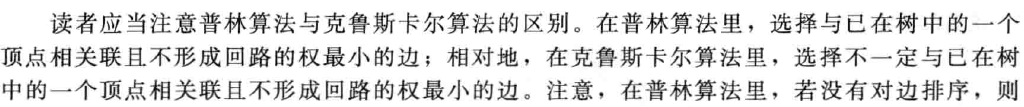 读者应当注意普林算法与克鲁斯卡尔算法的区别。在普林算法里，选择与已在树中的一个
顶点相关联且不形成回路的权最小的边；相对地，在克鲁斯卡尔算法里，选择不一定与已在树
中的一个顶点相关联且不形成回路的权最小的边。注意，在普林算法里，若没有对边排序，则